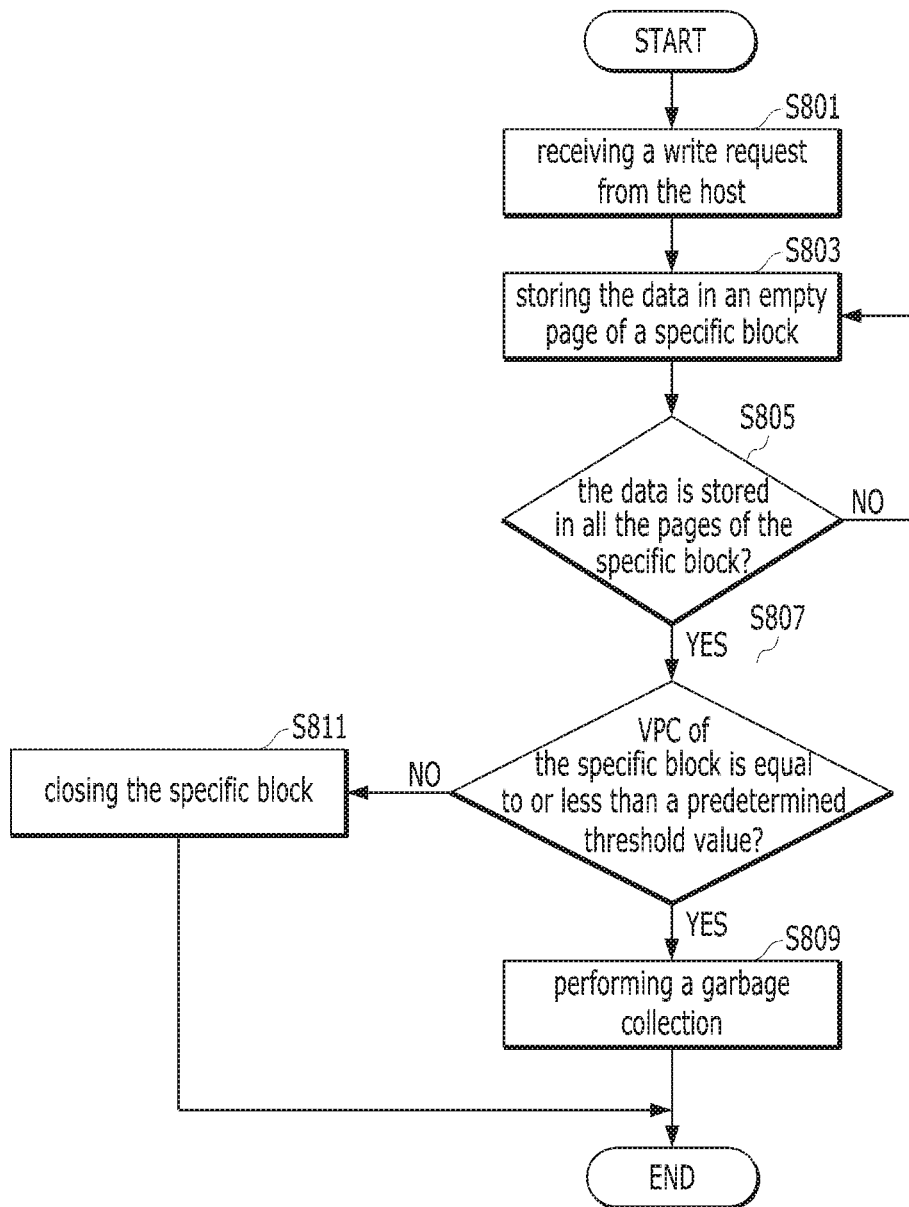 START
S801
receiving a write request
from the host
S803
storing the data in an empty
page of a specific block
S805
the data is stored
in all the pages of the
specific block?
NO
YES
S807
VPC of
the specific block is equal
to or less than a predetermined
threshold value?
NO
S811
closing the specific block
YES
S809
performing a garbage
collection
END